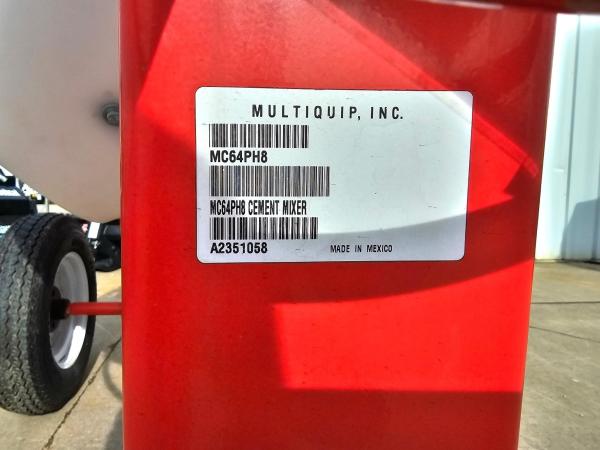 MULTIQUIP, INC.
MC64PH8
MC64PH8 CEMENT MIXER
A2351058
MADE IN MEXICO